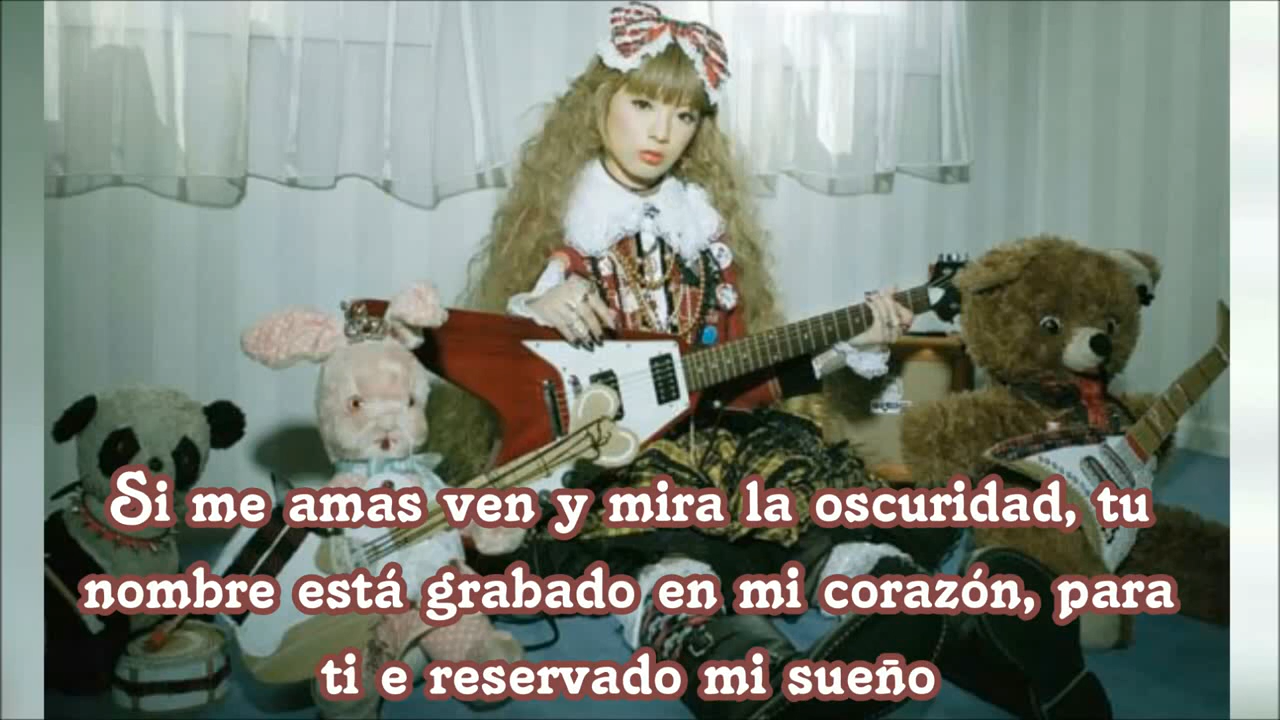 Si me amas ven y mira la oscuridad, tu
nombre está grabado en mi corazón, para
ti e reservado mi sueño